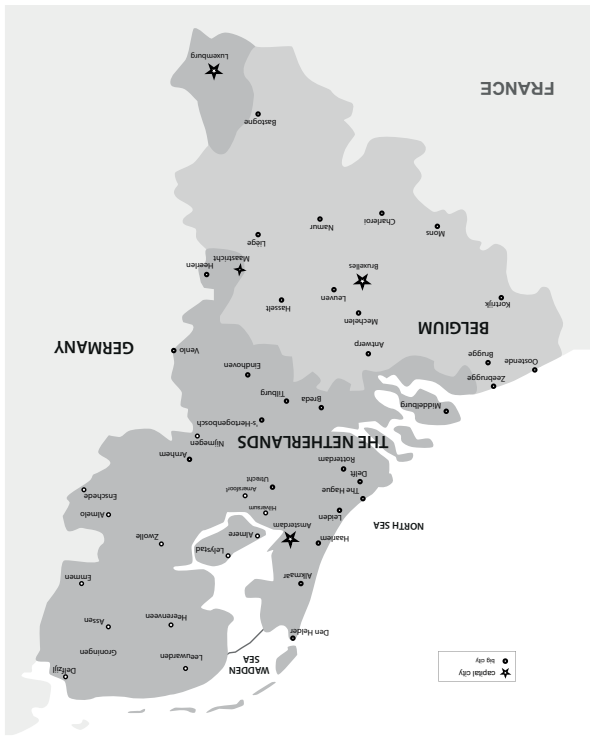 capital city
big city
WADDEN
SEA
Delfzijl
Leeuwarden
Groningen
Den Helder
Assen
Heerenveen
Emmen
Alkmaar
Lelystad
Haarlem
Almere
Zwolle
Amsterdam
NORTH SEA
Leiden
Almelo
Hilversum
Enschede
The Hague
Amersfoort
Utrecht
Delft
Rotterdam
Arnhem
THE NETHERLANDS
Nijmegen
's-Hertogenbosch
Middelburg
Breda
Tilburg
Zeebrugge
Eindhoven
Oostende
Brugge
Venlo
GERMANY
Antwerp
BELGIUM
Mechelen
Hasselt
Kortrijk
Leuven
Bruxelles
Heerlen
Maastricht
Liège
Mons
Namur
Charleroi
Bastogne
FRANCE
Luxemburg